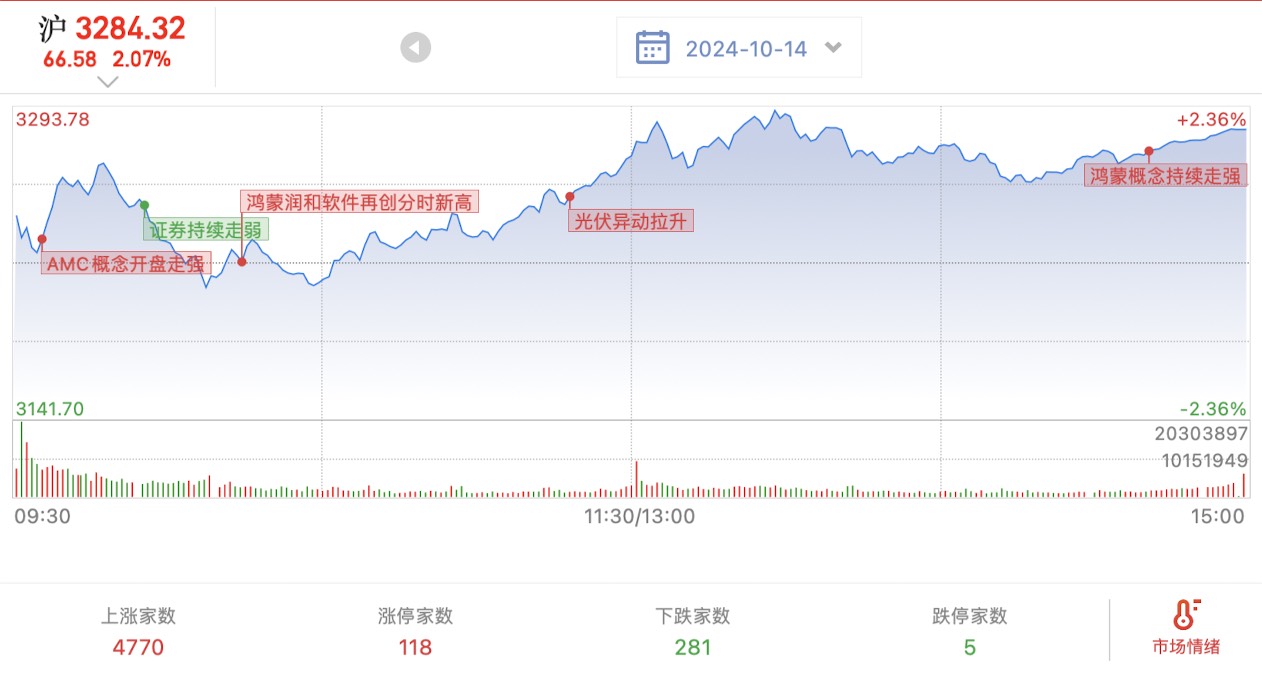 沪 3284.32
66.58 2.07%
2024-10-14
3293.78
+2.36%
鸿蒙概念持续走强
鸿蒙润和软件再创分时新高
光伏异动拉升
证券持续走弱
AMC概念开盘走强
3141.70
-2.36%
20303897
10151949
09:30
11:30/13:00
15:00
上涨家数
涨停家数
下跌家数
跌停家数
4770
118
281
5
市场情绪